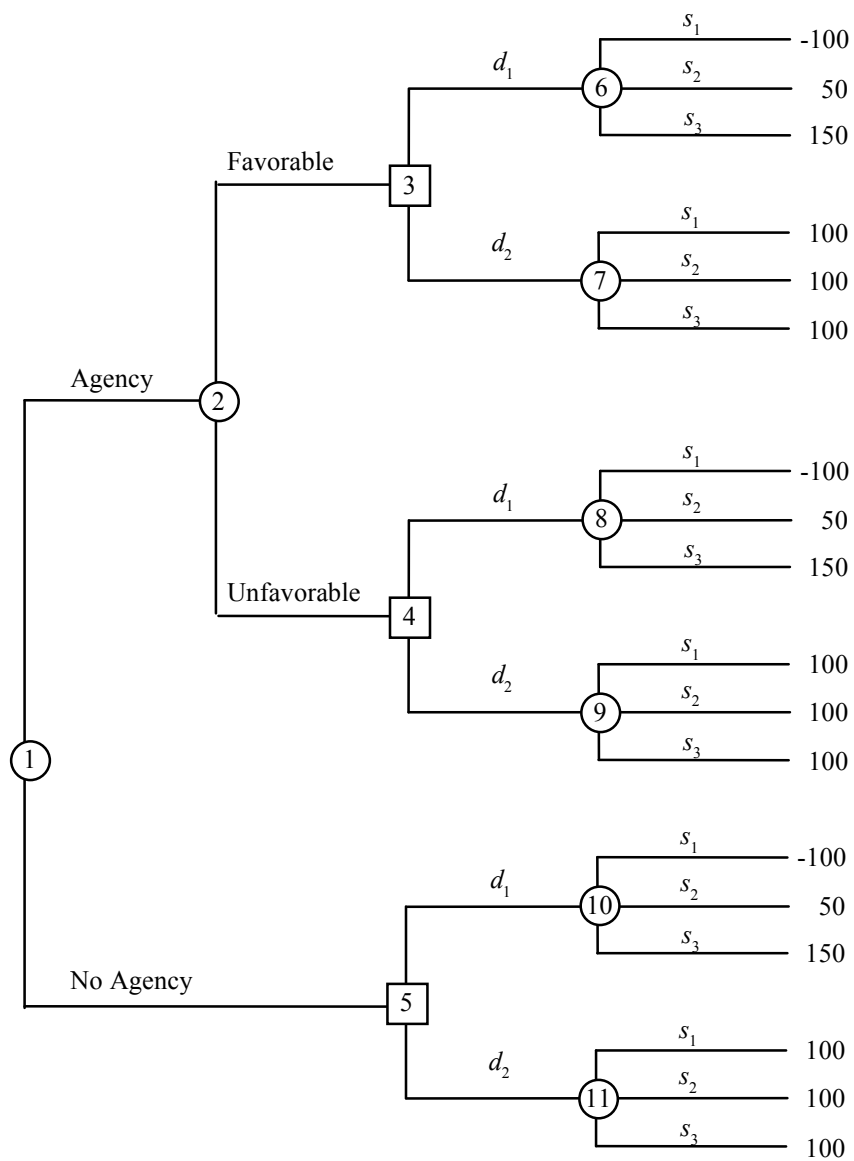 s1
-100
d1
6
s2
50
s3
150
Favorable
3
s1
100
d2
7
s2
100
s3
100
Agency
2
s1
-100
d1
8
s2
50
s3
150
Unfavorable
4
s1
100
d2
9
s2
100
s3
100
1
s1
-100
d1
10
s2
50
s3
150
No Agency
5
s1
100
d2
11
s2
100
s3
100